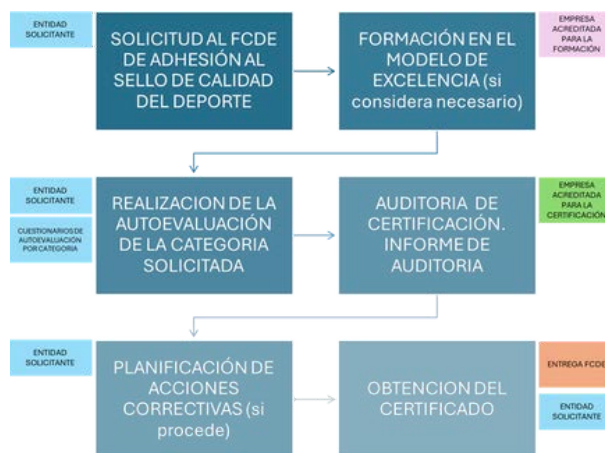 ENTIDAD
SOLICITANTE
SOLICITUD AL FCDE
DE ADHESIÓN AL
SELLO DE CALIDAD
DEL DEPORTE
FORMACIÓN EN EL
MODELO DE
EXCELENCIA (si
considera necesario)
EMPRESA
ACREDITADA
PARA LA
FORMACIÓN
ENTIDAD
SOLICITANTE
CUESTIONARIOS DE
AUTOEVALUACIÓN
POR CATEGORIA
REALIZACION DE LA
AUTOEVALUACIÓN
DE LA CATEGORIA
SOLICITADA
AUDITORIA DE
CERTIFICACIÓN.
INFORME DE
AUDITORIA
EMPRESA
ACREDITADA
PARA LA
CERTIFICACIÓN
ENTIDAD
SOLICITANTE
PLANIFICACIÓN DE
ACCIONES
CORRECTIVAS (si
procede)
OBTENCION DEL
CERTIFICADO
ENTREGA FCDE
ENTIDAD
SOLICITANTE